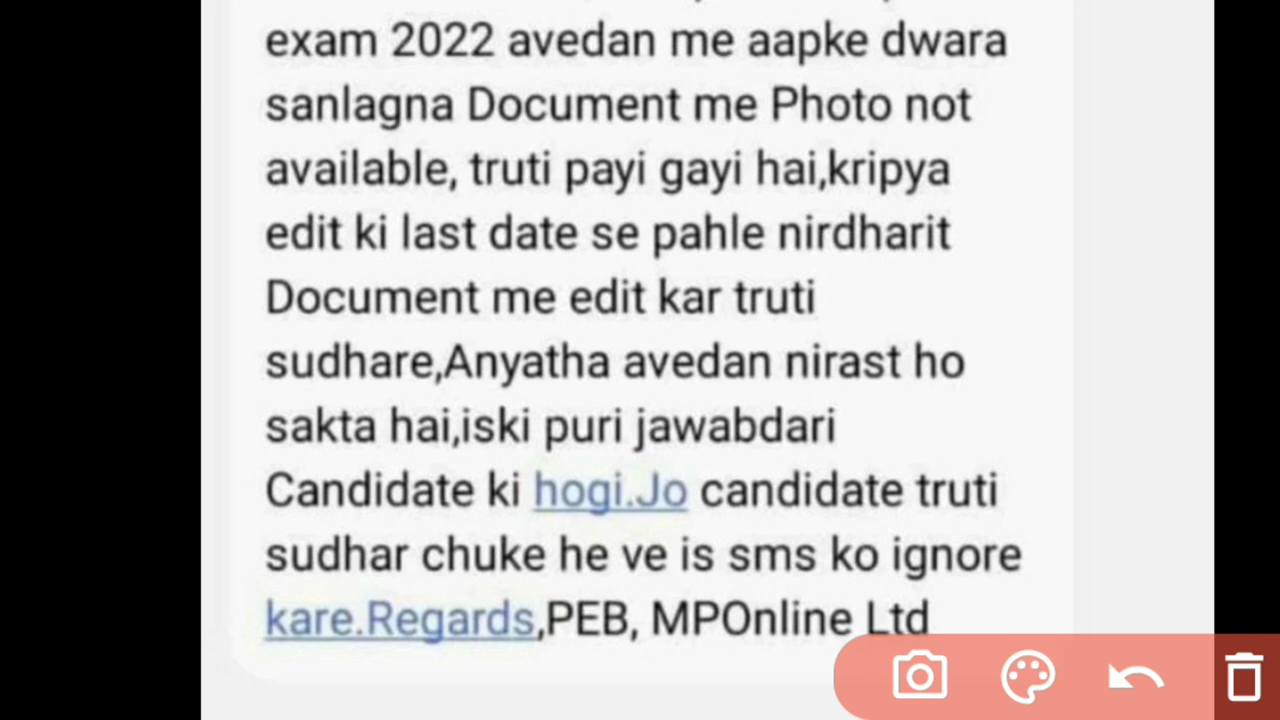 exam 2022 avedan me aapke dwara
sanlagna Document me Photo not
available, truti payi gayi hai,kripya
edit ki last date se pahle nirdharit
Document me edit kar truti
sudhare,Anyatha avedan nirast ho
sakta hai,iski puri jawabdari
Candidate ki hogi.Jo candidate truti
sudhar chuke he ve is sms ko ignore
kare.Regards,PEB, MPOnline Ltd